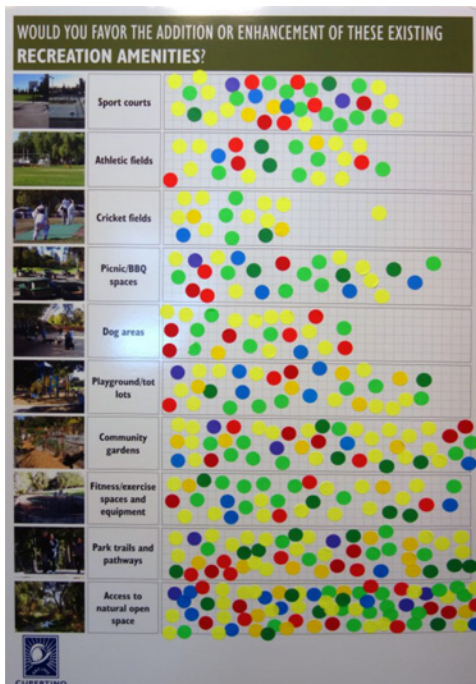 WOULD YOU FAVOR THE ADDITION OR ENHANCEMENT OF THESE EXISTING
RECREATION AMENITIES?
Sport courts
Athletic fields
Cricket fields
Picnic/BBQ
spaces
Dog areas
Playground/tot
lots
Community
gardens
Fitness/exercise
spaces and
equipment
Park trails and
pathways
Access to
natural open
space
CUPERTINO